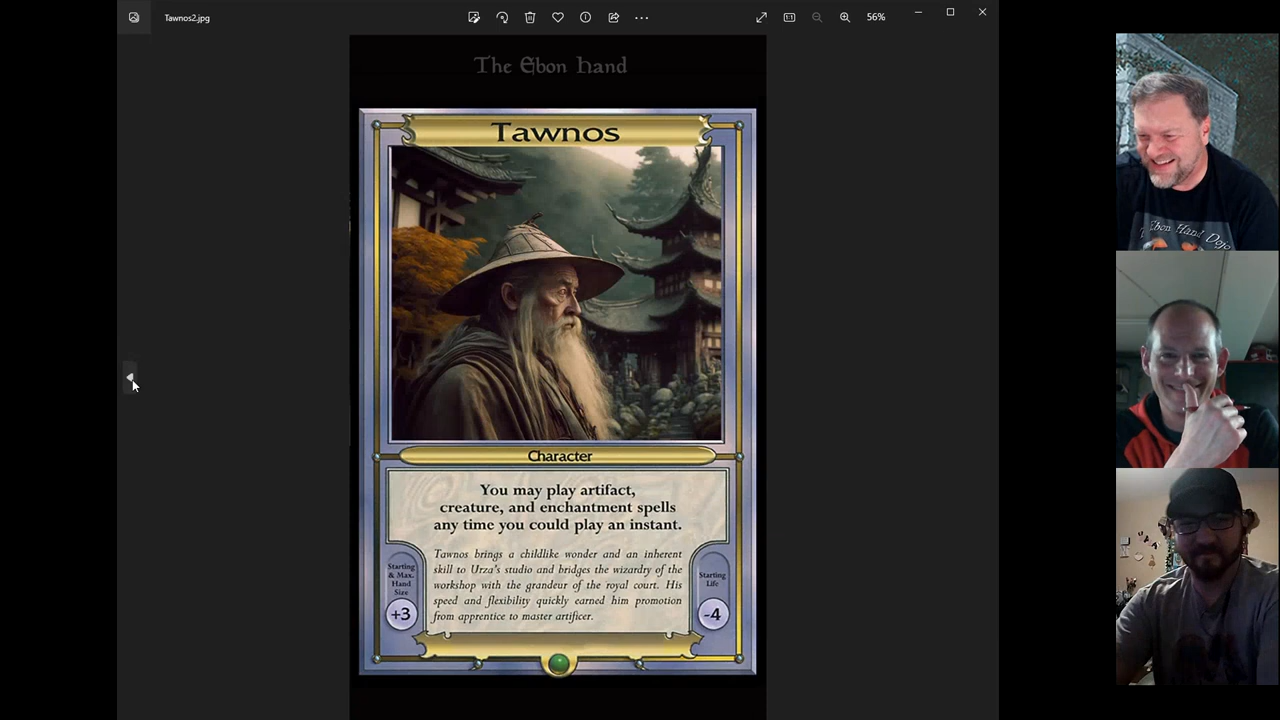 Tawnos2.jpg
56%
The Ebon Hand
Tawnos
Character
You may play artifact,
creature, and enchantment spells
any time you could play an instant.
Tawnos brings a childlike wonder and an inherent
skill to Urza's studio and bridges the wizardry of the
workshop with the grandeur of the royal court. His
speed and flexibility quickly earned him promotion
from apprentice to master artificer.
Starting
& Max.
Hand
Size
+3
Starting
Life
-4
Ebon Hand Dojo